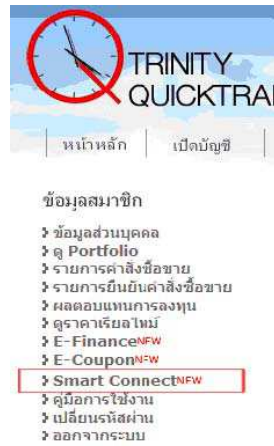 TRINITY
QUICKTRA
หน้าหลัก เปิดบัญชี
ข้อมูลสมาชิก
ข้อมูลส่วนบุคคล
ดู Portfolio
รายการคำสั่งซื้อขาย
รายการยืนยันคำสั่งซื้อขาย
ผลตอบแทนการลงทุน
ดูราคาเรียลไทม์
E-Finance NEW
E-Coupon NEW
Smart Connect NEW
คู่มือการใช้งาน
เปลี่ยนรหัสผ่าน
ออกจากระบบ